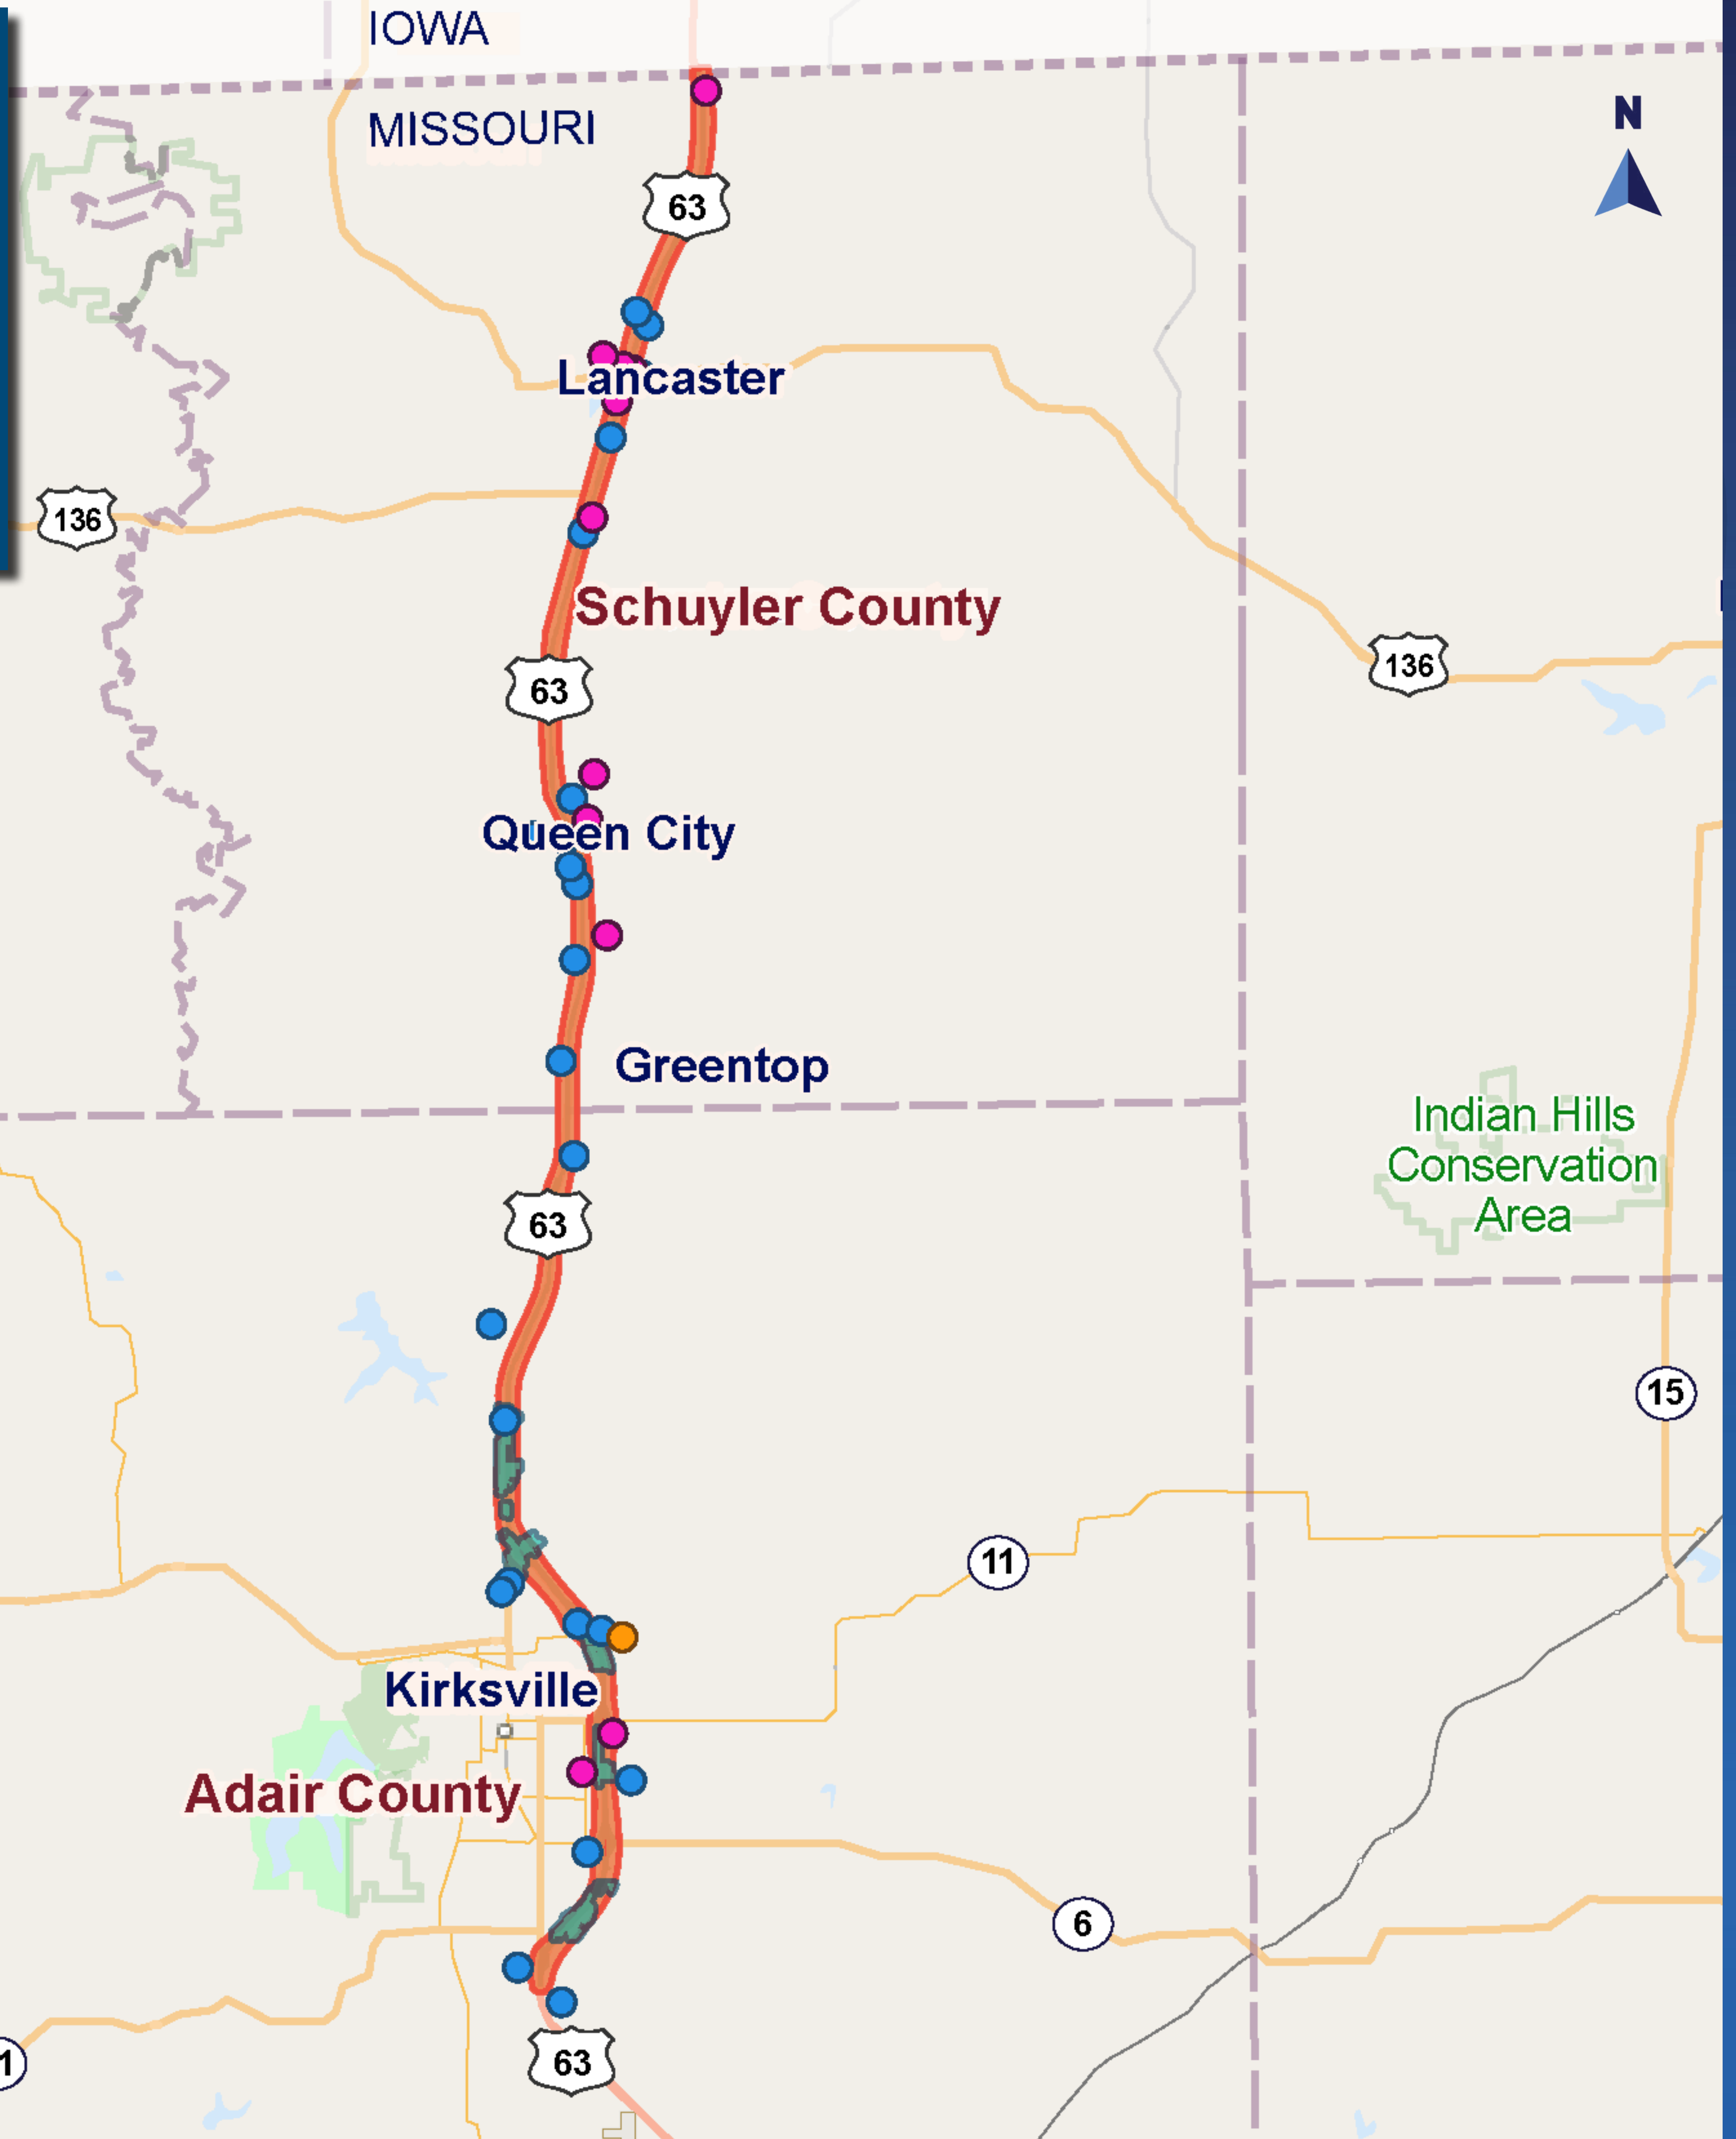 IOWA
MISSOURI
N
63
Lancaster
136
Schuyler County
136
63
Queen City
Greentop
Indian Hills
Conservation
Area
63
15
11
Kirksville
Adair County
6
63
1